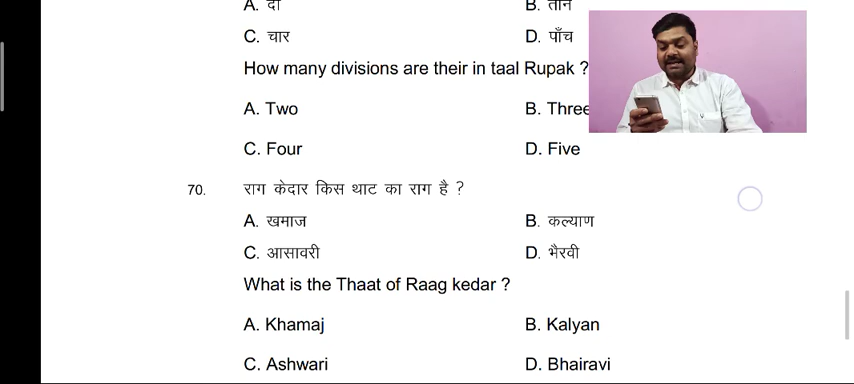 A. दो B. तीन
C. चार D. पाँच
How many divisions are their in taal Rupak ?
A. Two B. Three
C. Four D. Five
70. राग केदार किस थाट का राग है ?
A. खमाज B. कल्याण
C. आसावरी D. भैरवी
What is the Thaat of Raag kedar ?
A. Khamaj B. Kalyan
C. Ashwari D. Bhairavi